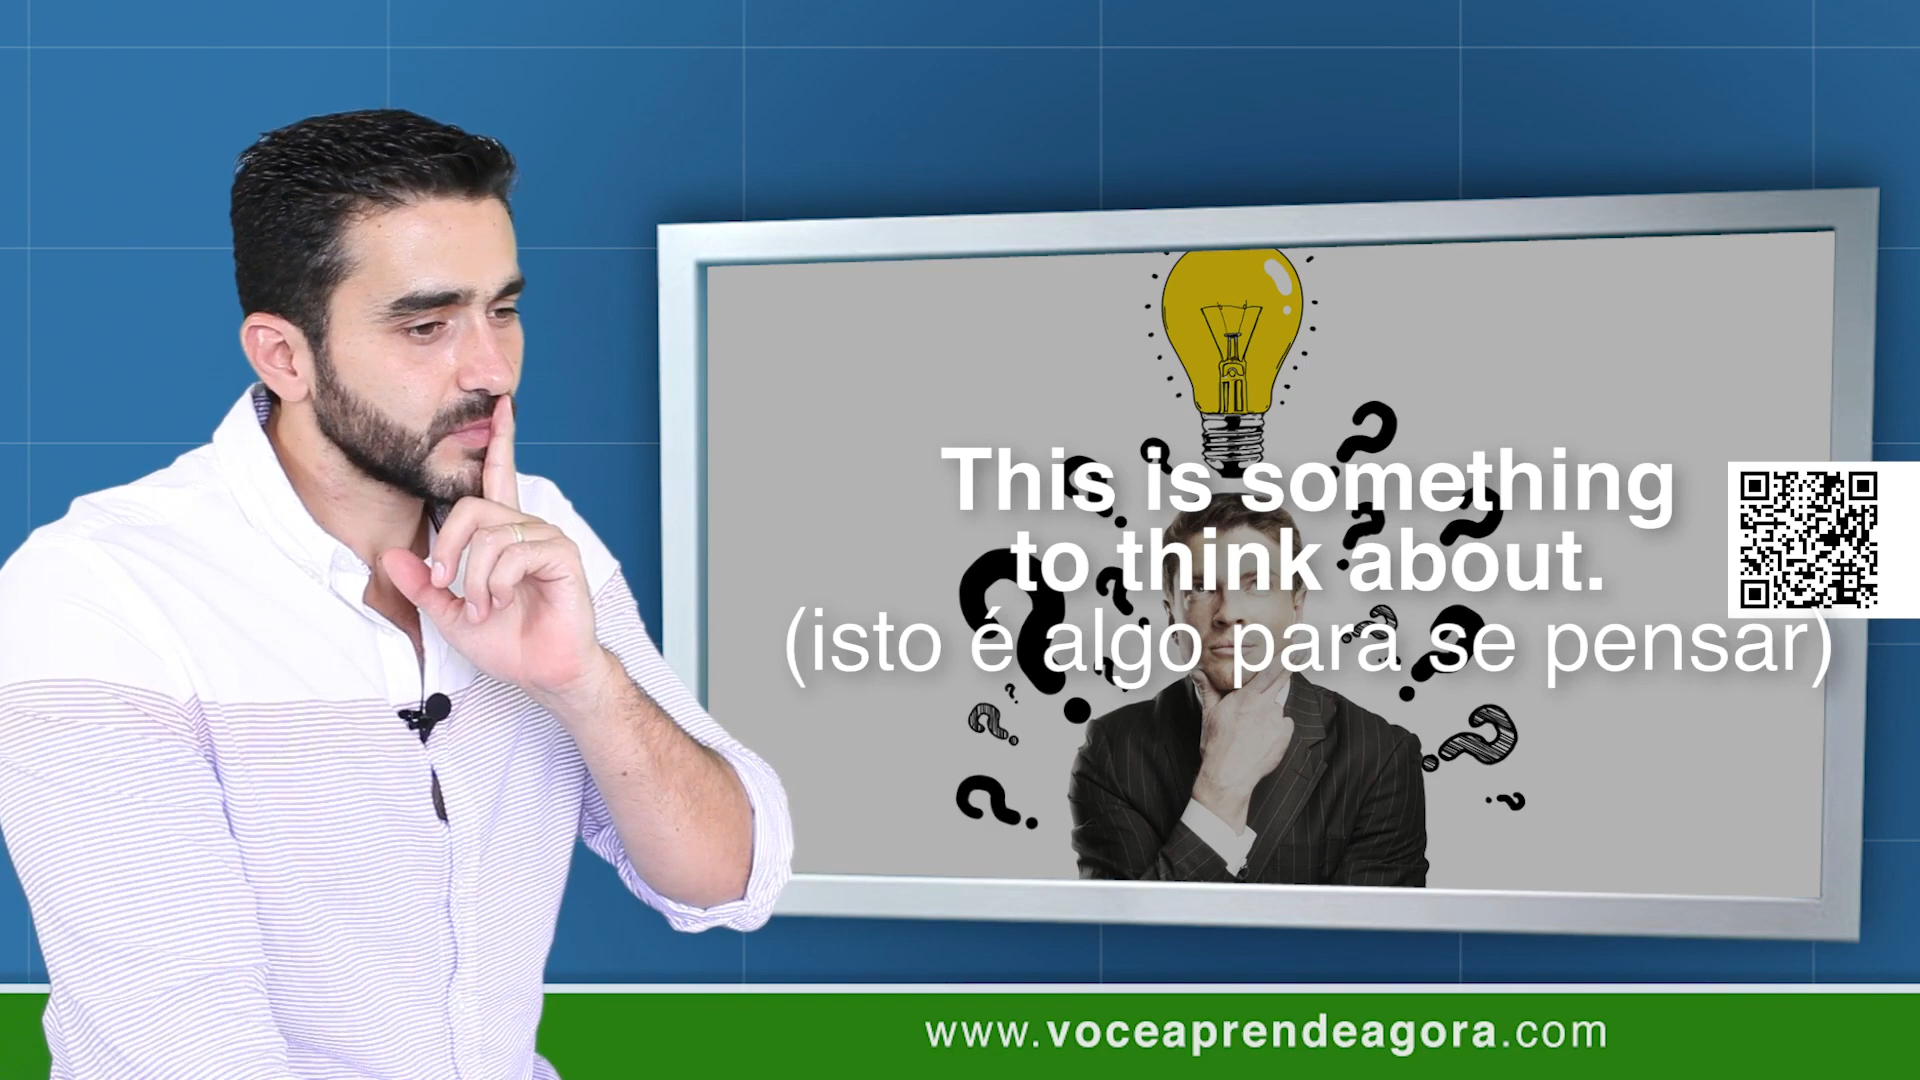 This is something
to think about.
(isto é algo para se pensar)
www.voceaprendeagora.com